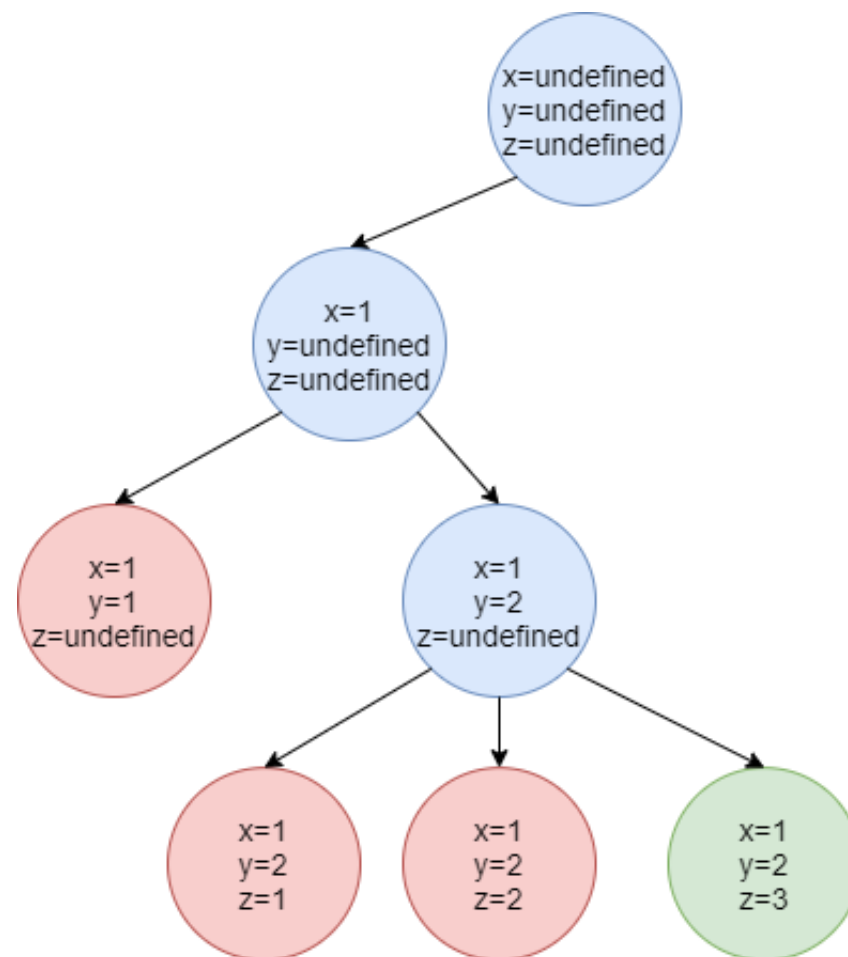 x=undefined
y=undefined
z=undefined
x=1
y=undefined
z=undefined
x=1
y=1
z=undefined
x=1
y=2
z=undefined
x=1
y=2
z=1
x=1
y=2
z=2
x=1
y=2
z=3